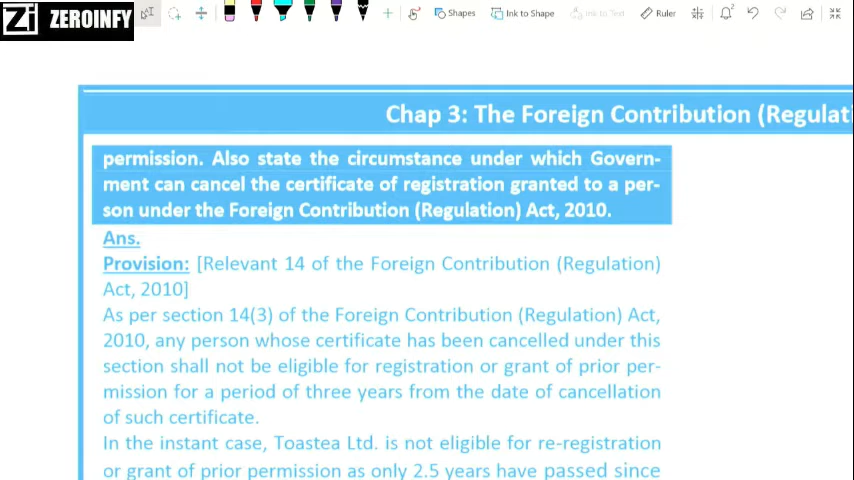 Zi ZEROINFY
Shapes Ink to Shape Ink to Text Ruler
Chap 3: The Foreign Contribution (Regulati
permission. Also state the circumstance under which Govern-
ment can cancel the certificate of registration granted to a per-
son under the Foreign Contribution (Regulation) Act, 2010.
Ans.
Provision: [Relevant 14 of the Foreign Contribution (Regulation)
Act, 2010]
As per section 14(3) of the Foreign Contribution (Regulation) Act,
2010, any person whose certificate has been cancelled under this
section shall not be eligible for registration or grant of prior per-
mission for a period of three years from the date of cancellation
of such certificate.
In the instant case, Toastea Ltd. is not eligible for re-registration
or grant of prior permission as only 2.5 years have passed since